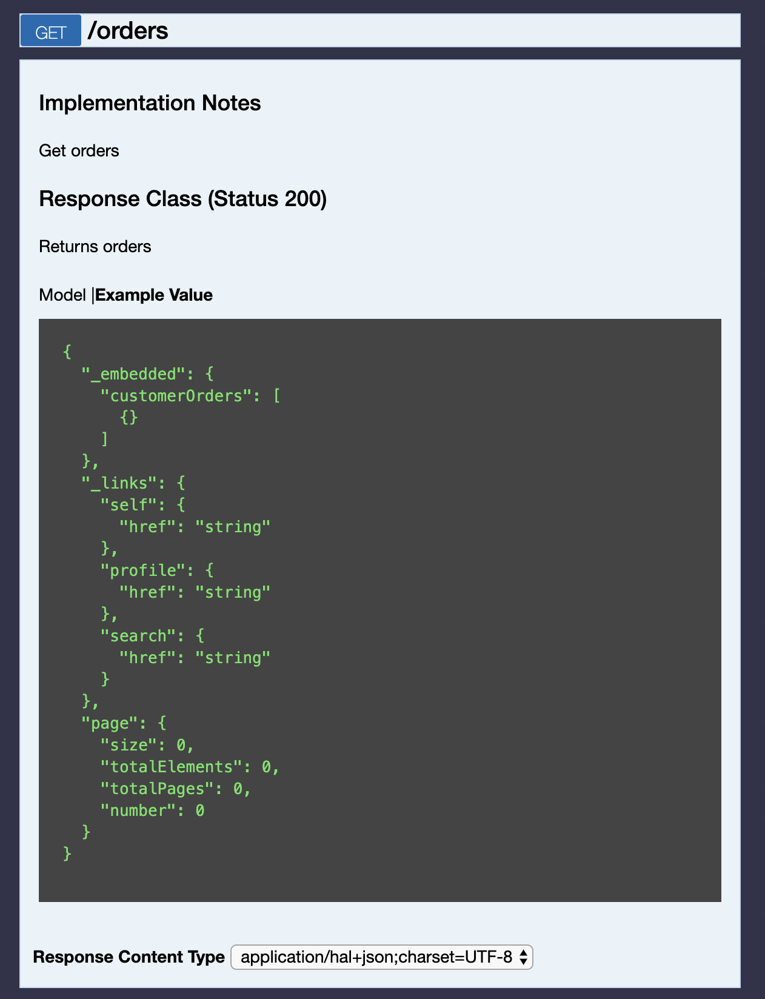 GET /orders
Implementation Notes
Get orders
Response Class (Status 200)
Returns orders
Model |Example Value
{
  "_embedded": {
    "customerOrders": [
      {}
    ]
  },
  "_links": {
    "self": {
      "href": "string"
    },
    "profile": {
      "href": "string"
    },
    "search": {
      "href": "string"
    }
  },
  "page": {
    "size": 0,
    "totalElements": 0,
    "totalPages": 0,
    "number": 0
  }
}
Response Content Type application/hal+json;charset=UTF-8